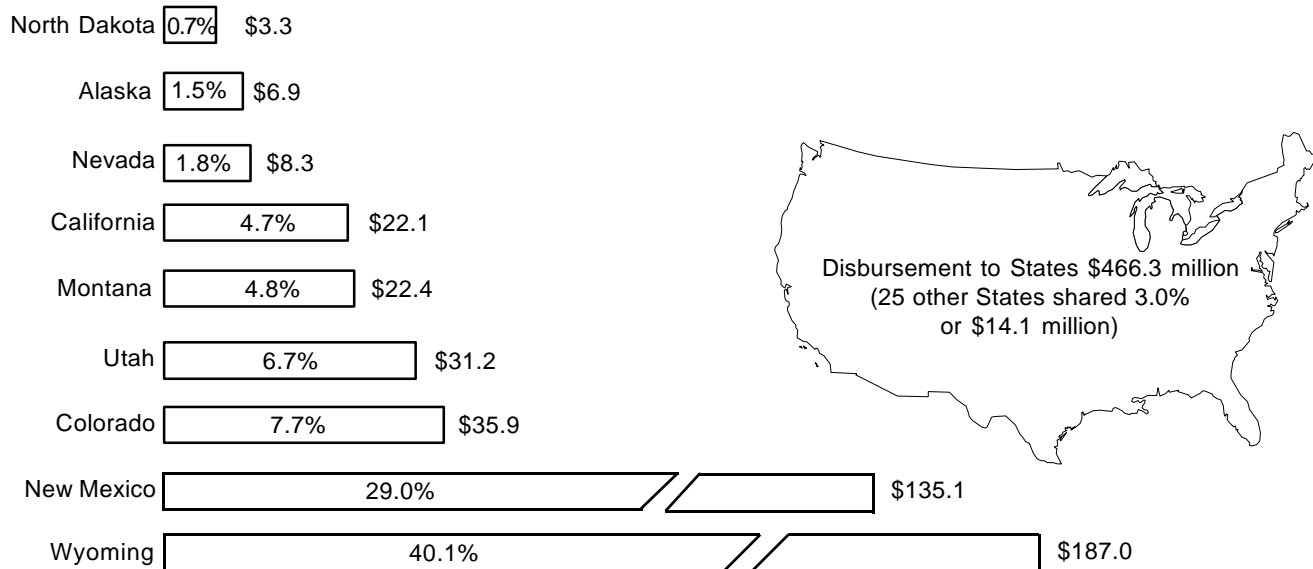 North Dakota 0.7% $3.3
Alaska 1.5% $6.9
Nevada 1.8% $8.3
California 4.7% $22.1
Montana 4.8% $22.4
Utah 6.7% $31.2
Colorado 7.7% $35.9
New Mexico 29.0% $135.1
Wyoming 40.1% $187.0
Disbursement to States $466.3 million
(25 other States shared 3.0%
or $14.1 million)